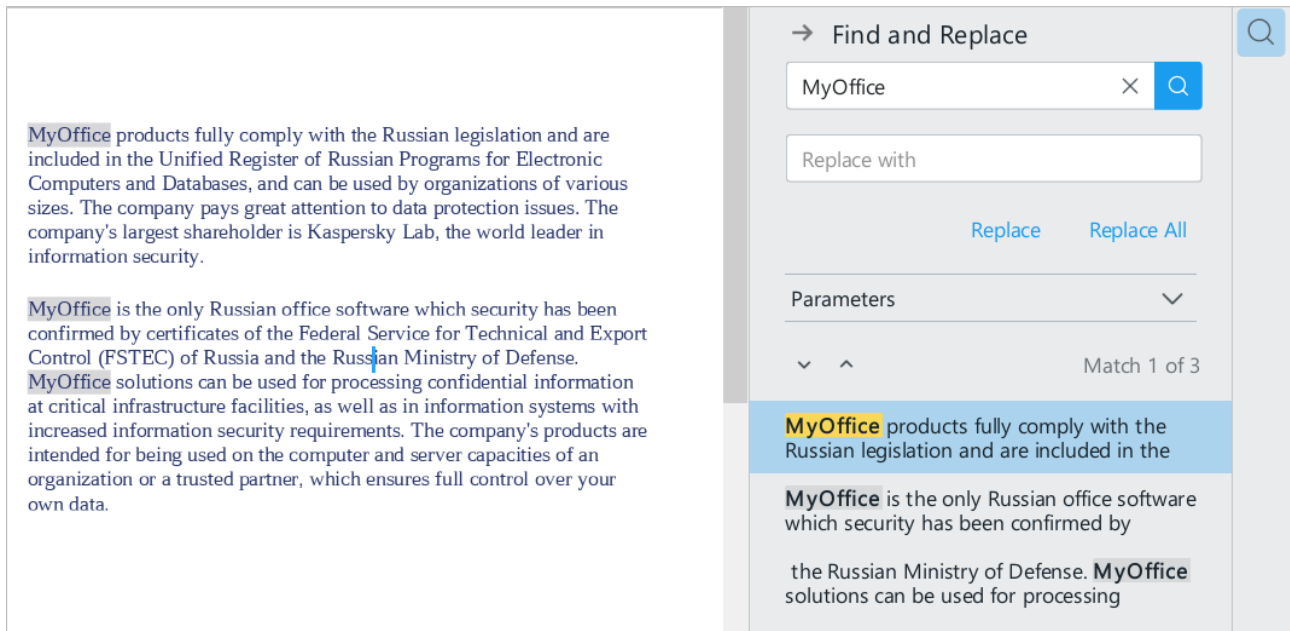 MyOffice products fully comply with the Russian legislation and are
included in the Unified Register of Russian Programs for Electronic
Computers and Databases, and can be used by organizations of various
sizes. The company pays great attention to data protection issues. The
company's largest shareholder is Kaspersky Lab, the world leader in
information security.
MyOffice is the only Russian office software which security has been
confirmed by certificates of the Federal Service for Technical and Export
Control (FSTEC) of Russia and the Russian Ministry of Defense.
MyOffice solutions can be used for processing confidential information
at critical infrastructure facilities, as well as in information systems with
increased information security requirements. The company's products are
intended for being used on the computer and server capacities of an
organization or a trusted partner, which ensures full control over your
own data.
Find and Replace
MyOffice
Replace with
Replace Replace All
Parameters
Match 1 of 3
MyOffice products fully comply with the
Russian legislation and are included in the
MyOffice is the only Russian office software
which security has been confirmed by
the Russian Ministry of Defense. MyOffice
solutions can be used for processing